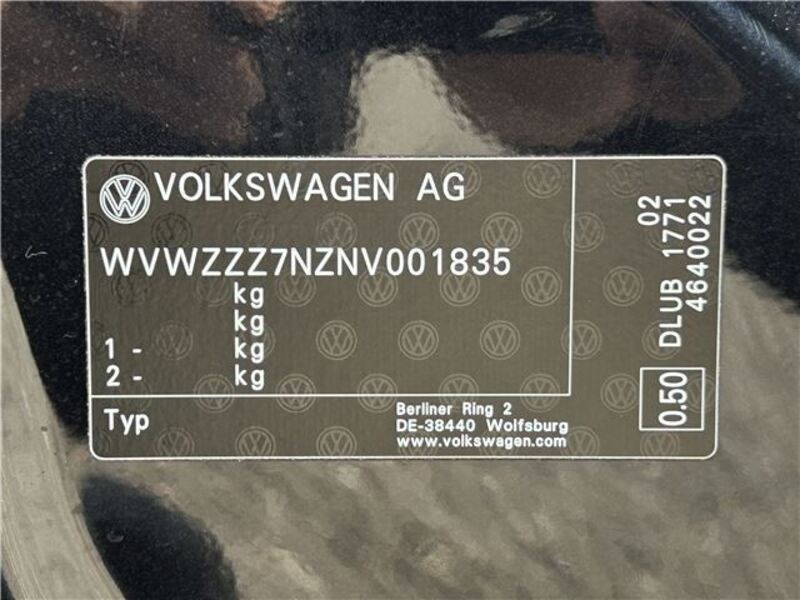 VOLKSWAGEN AG
WVWZZZ7NZNV001835
kg
kg
1 - kg
2 - kg
Typ
Berliner Ring 2
DE-38440 Wolfsburg
www.volkswagen.com
02
DLUB 1771
4640022
0.50